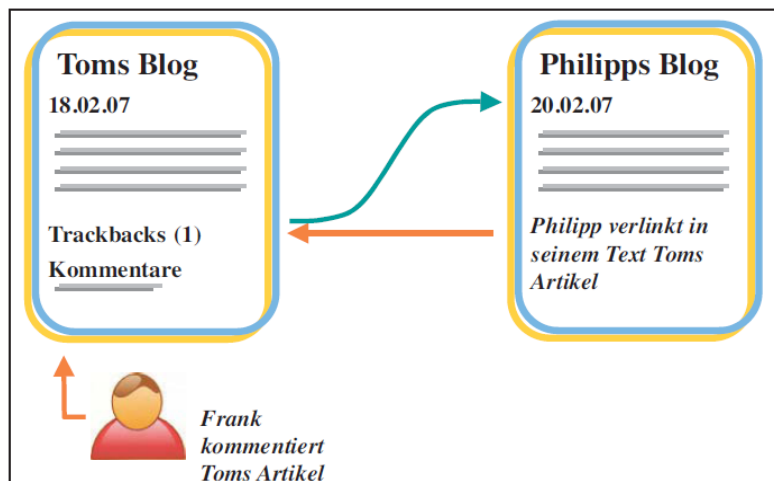 Toms Blog
18.02.07
Trackbacks (1)
Kommentare
Philipps Blog
20.02.07
Philipp verlinkt in
seinem Text Toms
Artikel
Frank
kommentiert
Toms Artikel